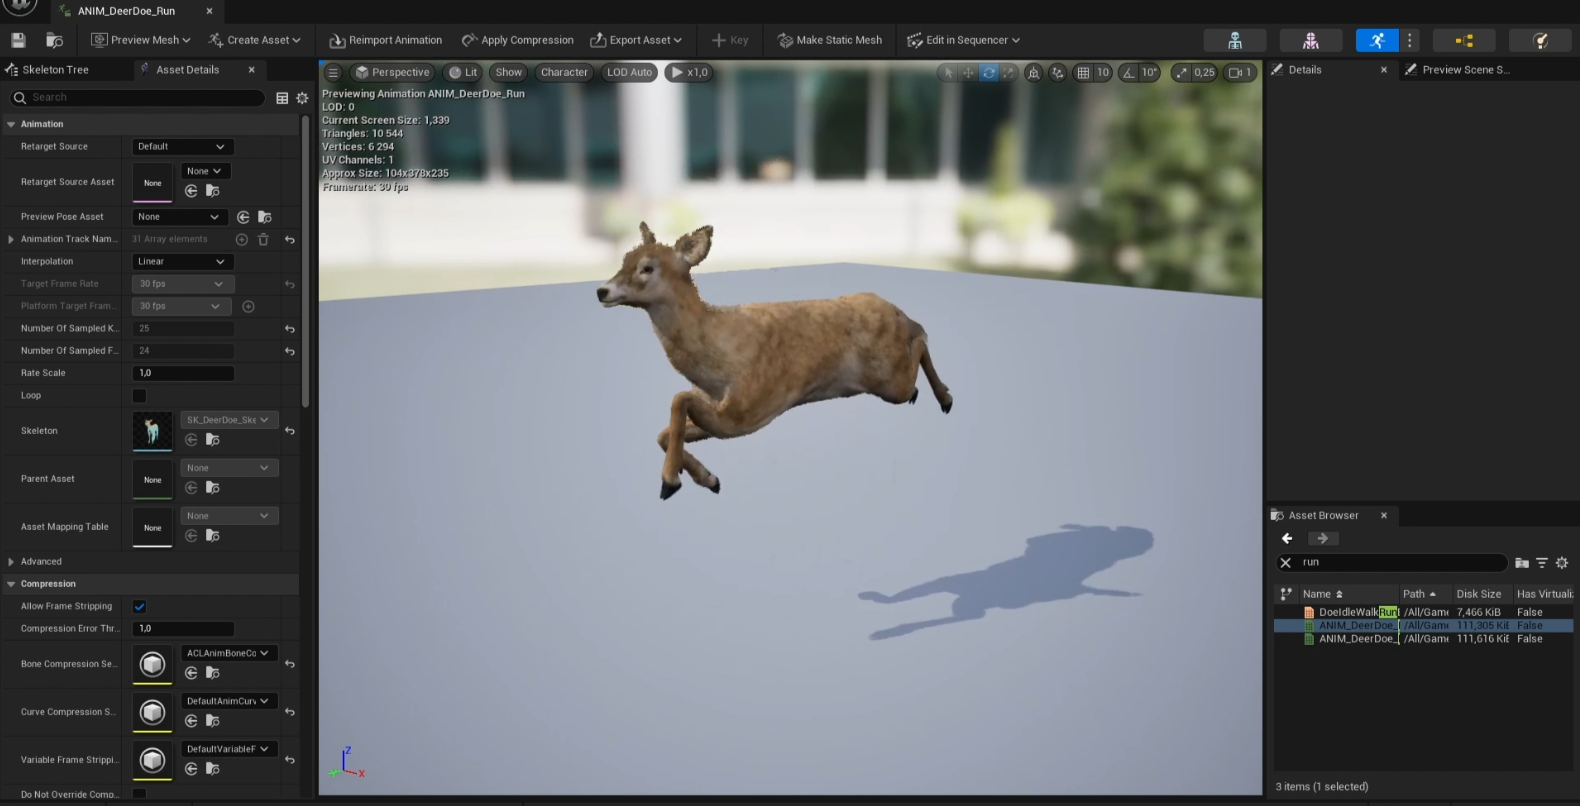 ANIM_DeerDoe_Run
Preview Mesh
Create Asset
Reimport Animation
Apply Compression
Export Asset
Key
Make Static Mesh
Edit in Sequencer
Skeleton Tree
Asset Details
Search
Animation
Retarget Source
Default
Retarget Source Asset
None
None
Preview Pose Asset
None
Animation Track Nam...
31 Array elements
Interpolation
Linear
Target Frame Rate
30 fps
Platform Target Fram...
30 fps
Number Of Sampled K...
25
Number Of Sampled F...
24
Rate Scale
1,0
Loop
Skeleton
SK_DeerDoe_Ske
Parent Asset
None
None
Asset Mapping Table
None
None
Advanced
Compression
Allow Frame Stripping
Compression Error Thr...
1,0
Bone Compression Se...
ACLAnimBoneCo
Curve Compression S...
DefaultAnimCurv
Variable Frame Strippi...
DefaultVariableF
Do Not Override Comp...
Perspective
Lit
Show
Character
LOD Auto
x1,0
10
10°
0,25
1
Previewing Animation ANIM_DeerDoe_Run
LOD: 0
Current Screen Size: 1,339
Triangles: 10 544
Vertices: 6 294
UV Channels: 1
Approx Size: 104x378x235
Framerate: 30 fps
Z
X
Details
Preview Scene S...
Asset Browser
run
Name Path Disk Size Has Virtuali
DoeIdleWalkRun /All/Game 7,466 KiB False
ANIM_DeerDoe_ /All/Game 111,305 KiE False
ANIM_DeerDoe_ /All/Game 111,616 KiE False
3 items (1 selected)